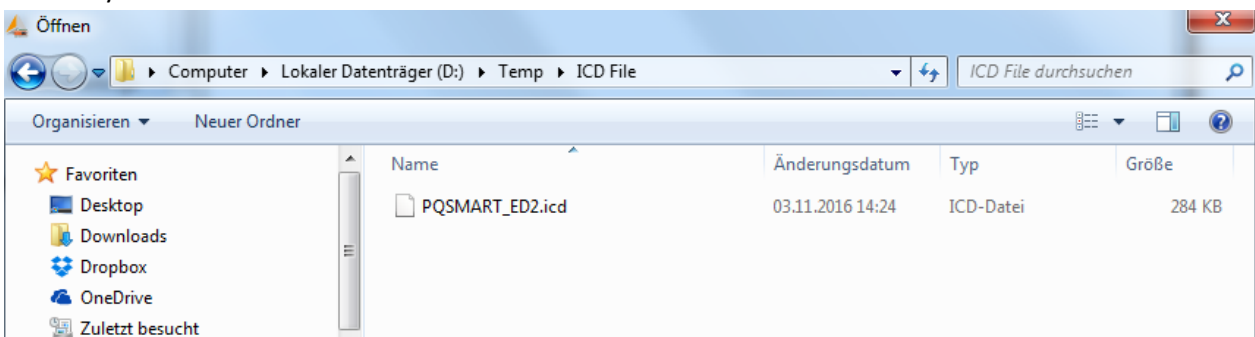 Öffnen
Computer Lokaler Datenträger (D:) Temp ICD File ICD File durchsuchen
Organisieren Neuer Ordner
Name Änderungsdatum Typ Größe
Favoriten
Desktop PQSMART_ED2.icd 03.11.2016 14:24 ICD-Datei 284 KB
Downloads
Dropbox
OneDrive
Zuletzt besucht